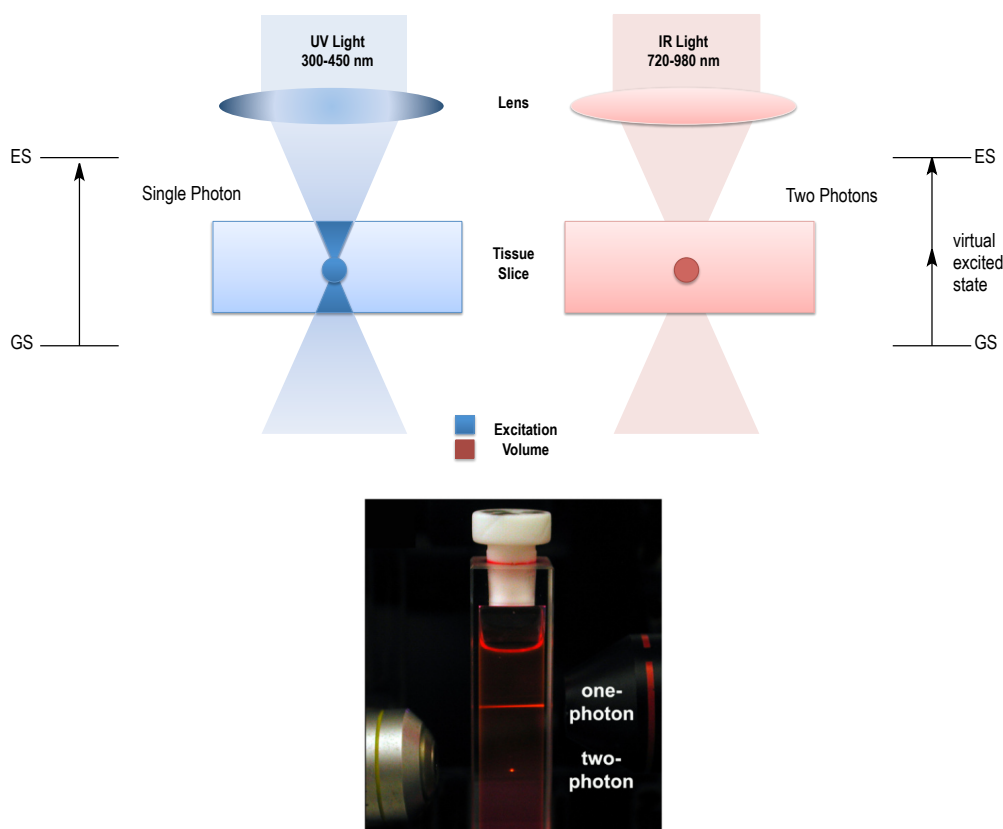 UV Light
300-450 nm
IR Light
720-980 nm
Lens
ES
ES
Single Photon
Two Photons
Tissue
Slice
virtual
excited
state
GS
GS
Excitation
Volume
one-
photon
two-
photon